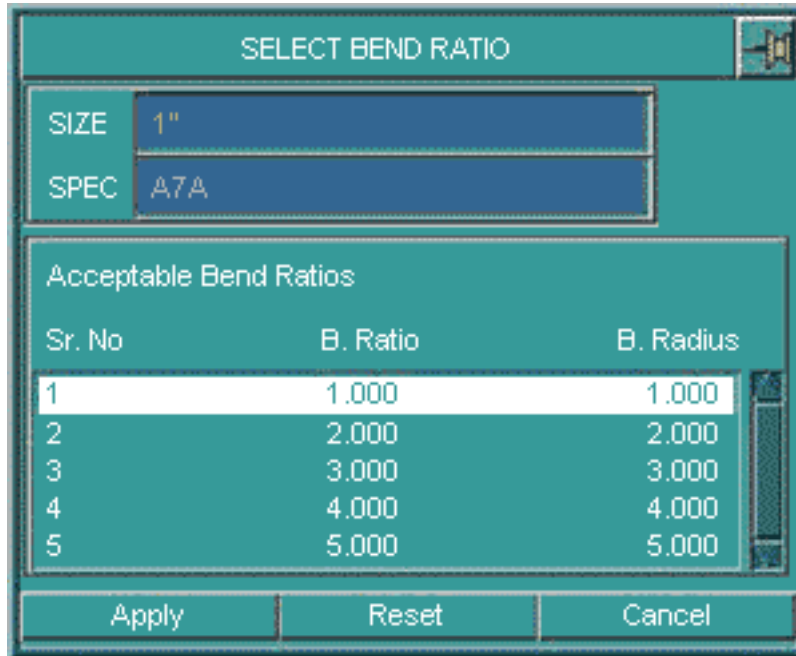 SELECT BEND RATIO
SIZE 1"
SPEC A7A
Acceptable Bend Ratios
Sr. No B. Ratio B. Radius
1 1.000 1.000
2 2.000 2.000
3 3.000 3.000
4 4.000 4.000
5 5.000 5.000
Apply Reset Cancel